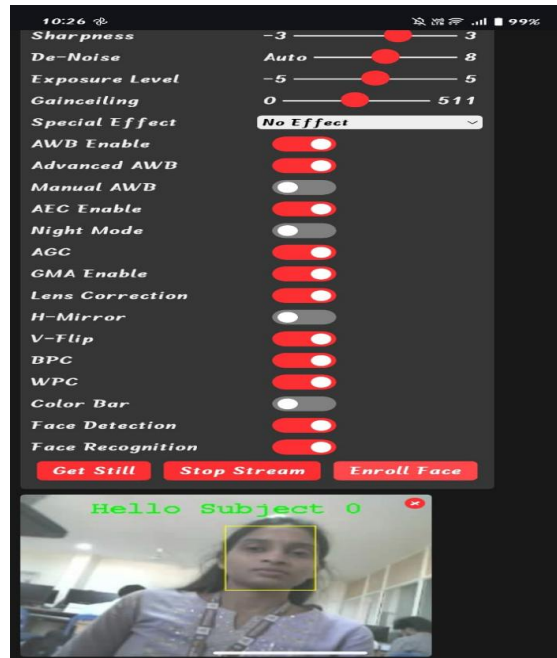 10:26 99%
Sharpness -3 3
De-Noise Auto 8
Exposure Level -5 5
Gainceiling 0 511
Special Effect No Effect
AWB Enable
Advanced AWB
Manual AWB
AEC Enable
Night Mode
AGC
GMA Enable
Lens Correction
H-Mirror
V-Flip
BPC
WPC
Color Bar
Face Detection
Face Recognition
Get Still Stop Stream Enroll Face
Hello Subject 0